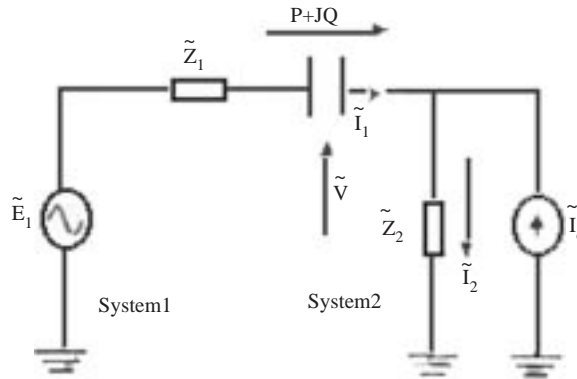 P+JQ
Z̃₁
Ĩ₁
Ẽ₁
Ṽ
Z̃₂
Ĩ₂
System1
System2